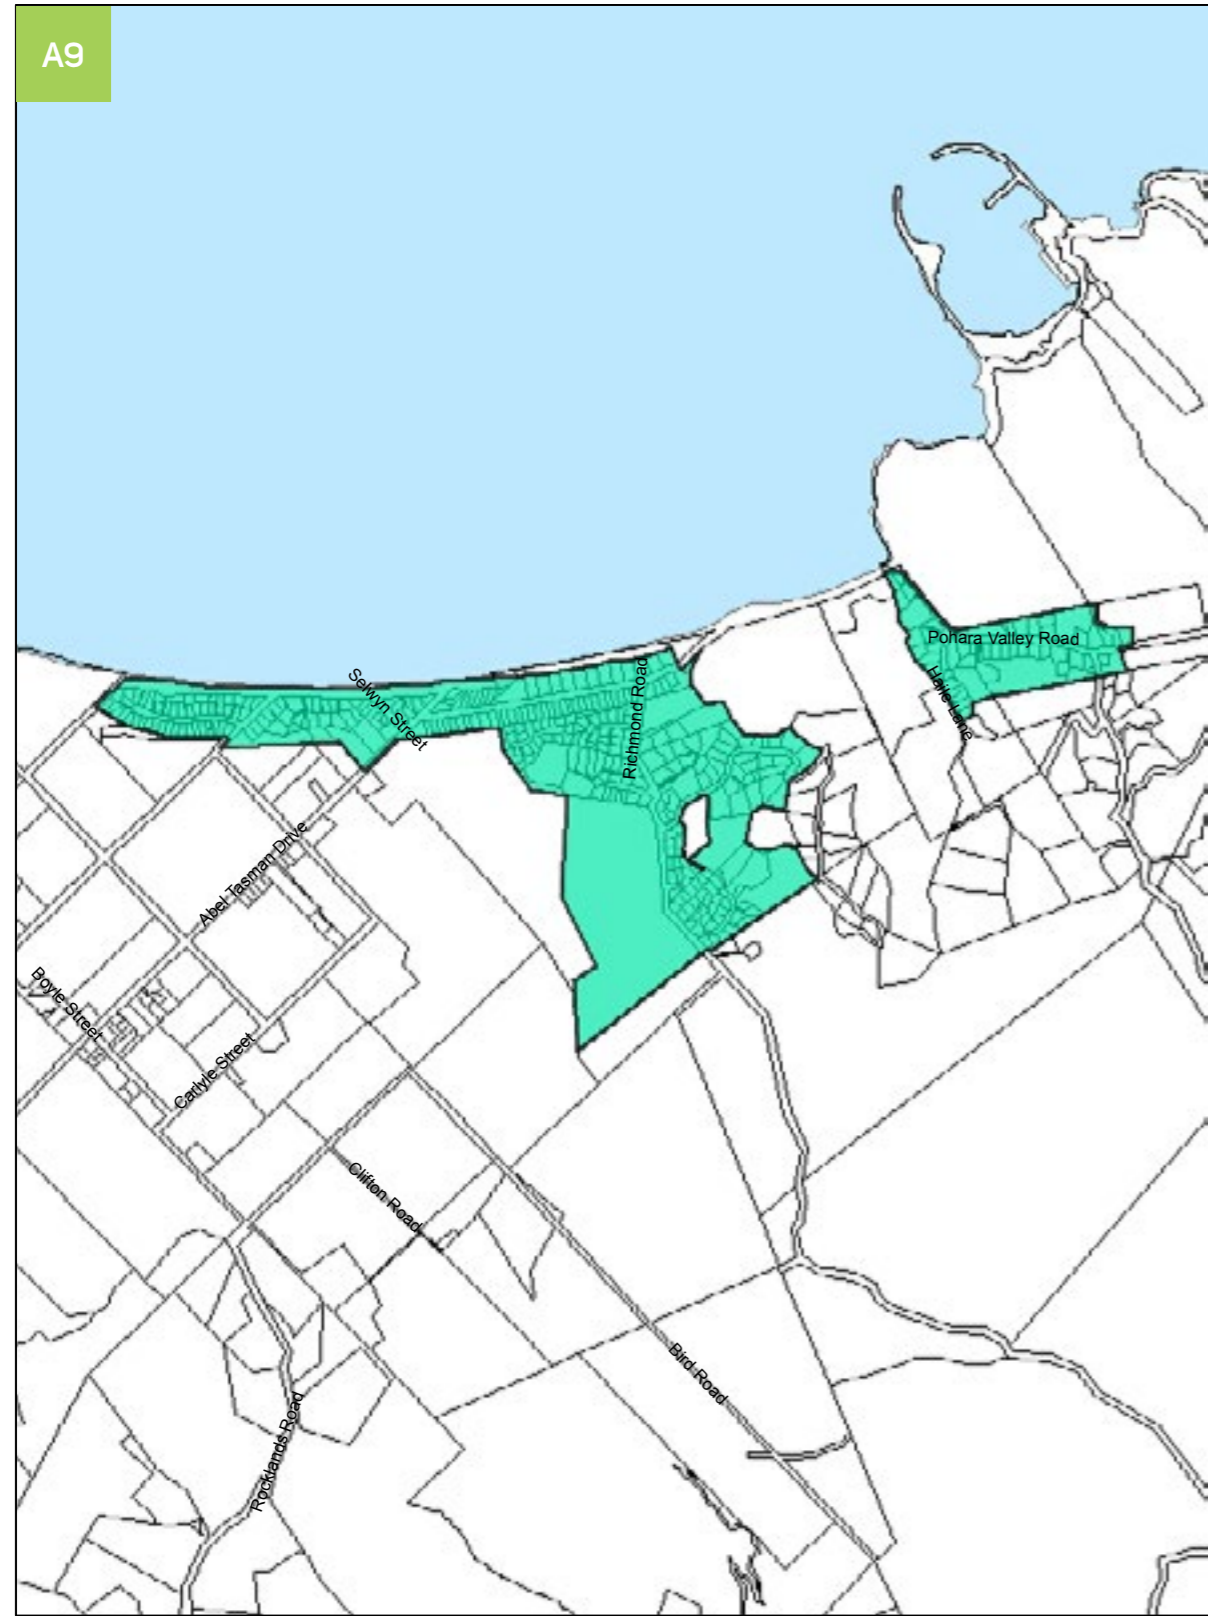 A9
Pohara Valley Road
Selwyn Street
Richmond Road
Haile Lane
Abel Tasman Drive
Boyle Street
Carlyle Street
Clifton Road
Bird Road
Rocklands Road